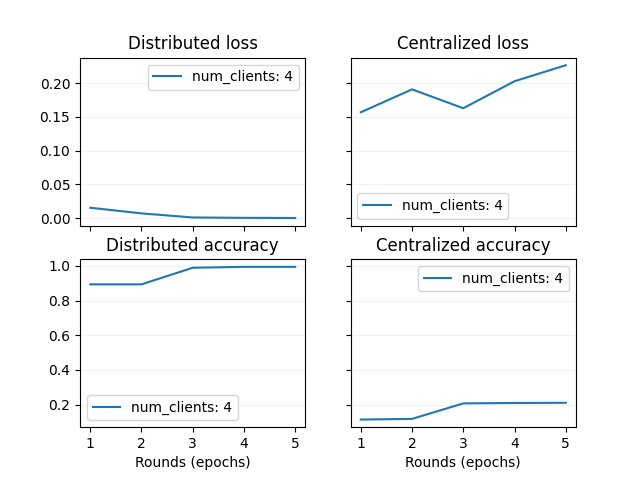 Distributed loss
Centralized loss
num_clients: 4
0.20
0.15
0.10
0.05
0.00
num_clients: 4
Distributed accuracy
Centralized accuracy
1.0
0.8
0.6
0.4
0.2
num_clients: 4
num_clients: 4
1 2 3 4 5
1 2 3 4 5
Rounds (epochs)
Rounds (epochs)